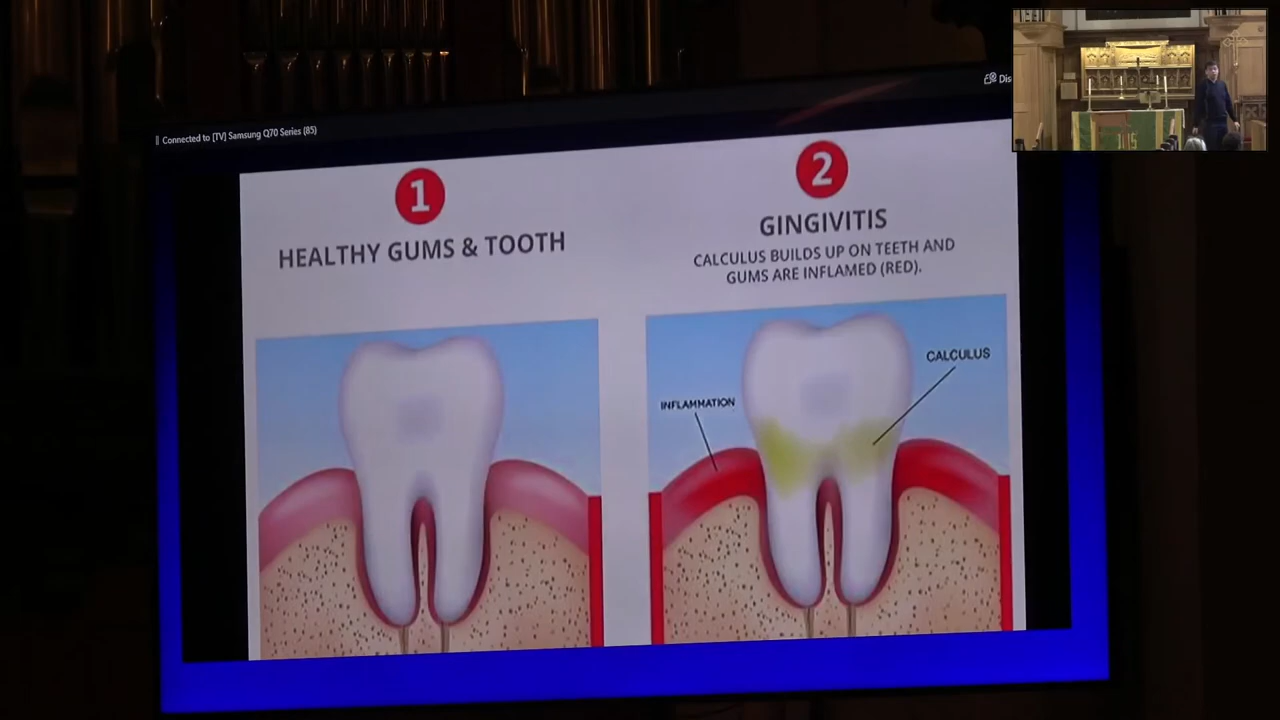 Dis
|| Connected to [TV] Samsung Q70 Series (85)
1
HEALTHY GUMS & TOOTH
2
GINGIVITIS
CALCULUS BUILDS UP ON TEETH AND
GUMS ARE INFLAMED (RED).
INFLAMMATION
CALCULUS